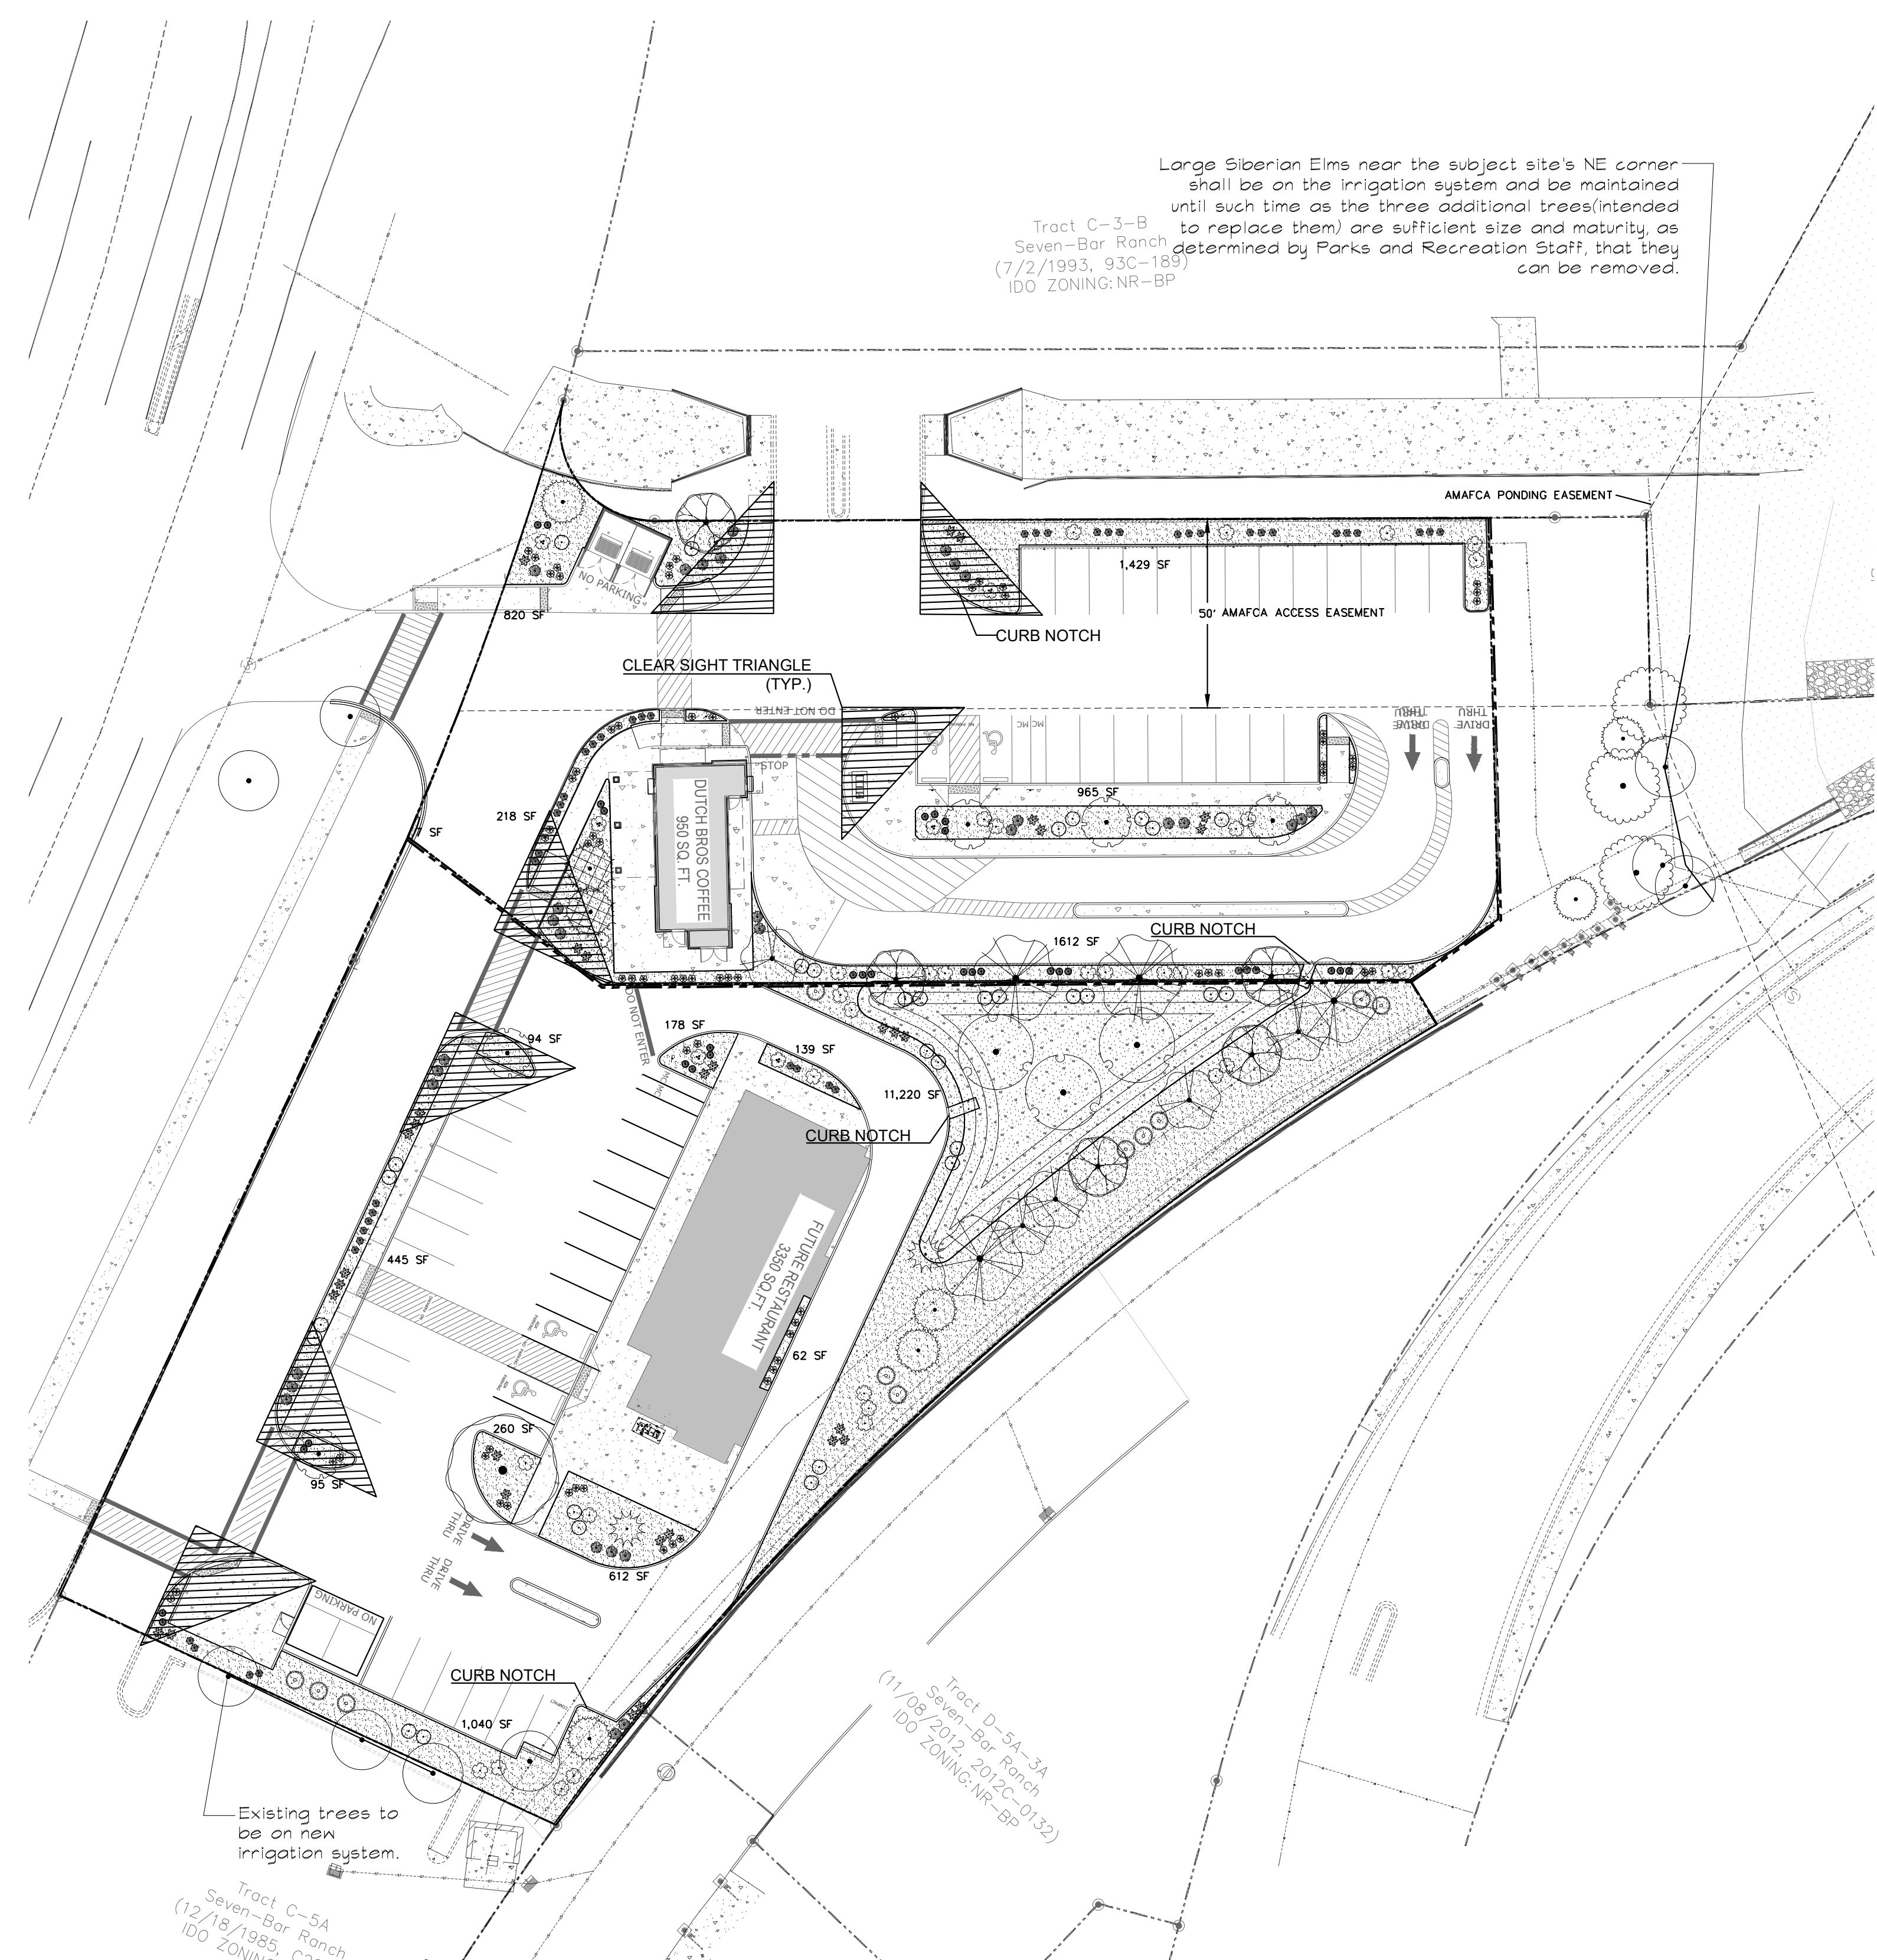 Large Siberian Elms near the subject site's NE corner
shall be on the irrigation system and be maintained
until such time as the three additional trees(intended
to replace them) are sufficient size and maturity, as
determined by Parks and Recreation Staff, that they
can be removed.
Tract C-3-B
Seven-Bar Ranch
(7/2/1993, 93C-189)
IDO ZONING: NR-BP
AMAFCA PONDING EASEMENT
NO PARKING
820 SF
1,429 SF
50' AMAFCA ACCESS EASEMENT
CURB NOTCH
CLEAR SIGHT TRIANGLE
(TYP.)
DO NOT ENTER
MC MC
DRIVE
THRU
DRIVE
THRU
STOP
DUTCH BROS COFFEE
950 SQ. FT.
965 SF
218 SF
SF
CURB NOTCH
1612 SF
DO NOT ENTER
178 SF
94 SF
139 SF
MC
MC
11,220 SF
CURB NOTCH
445 SF
FUTURE RESTAURANT
3350 SQ.FT.
62 SF
260 SF
95 SF
DRIVE
THRU
DRIVE
THRU
612 SF
NO PARKING
CURB NOTCH
COMPACT
1,040 SF
Existing trees to
be on new
irrigation system.
Tract D-5A-3A
Seven-Bar Ranch
(11/08/2012, 2012C-0132)
IDO ZONING: NR-BP
Tract C-5A
Seven-Bar Ranch
(12/18/1985,
IDO